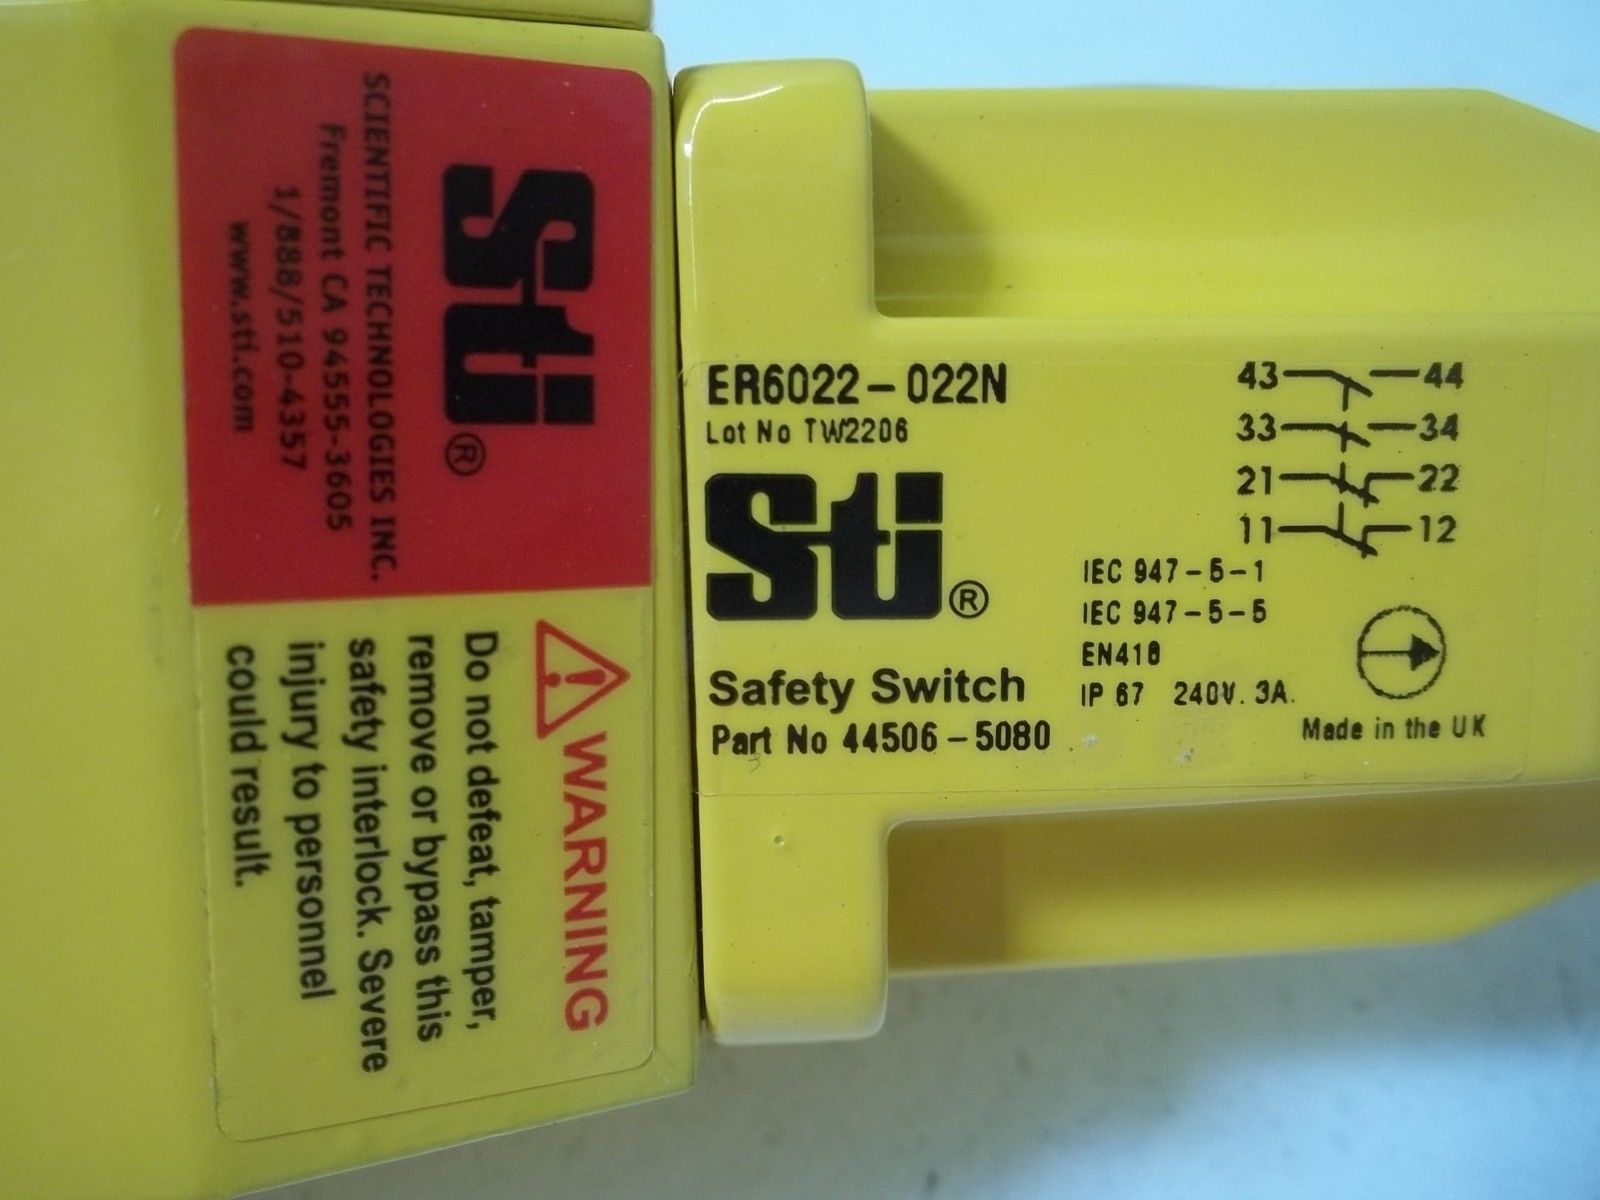 sti®
SCIENTIFIC TECHNOLOGIES INC.
Fremont CA 94555-3605
1/888/510-4357
www.sti.com
WARNING
Do not defeat, tamper,
remove or bypass this
safety interlock. Severe
injury to personnel
could result.
ER6022-022N
Lot No TW2206
sti®
Safety Switch
Part No 44506-5080
43 44
33 34
21 22
11 12
IEC 947-5-1
IEC 947-5-5
EN418
IP 67 240V. 3A.
Made in the UK